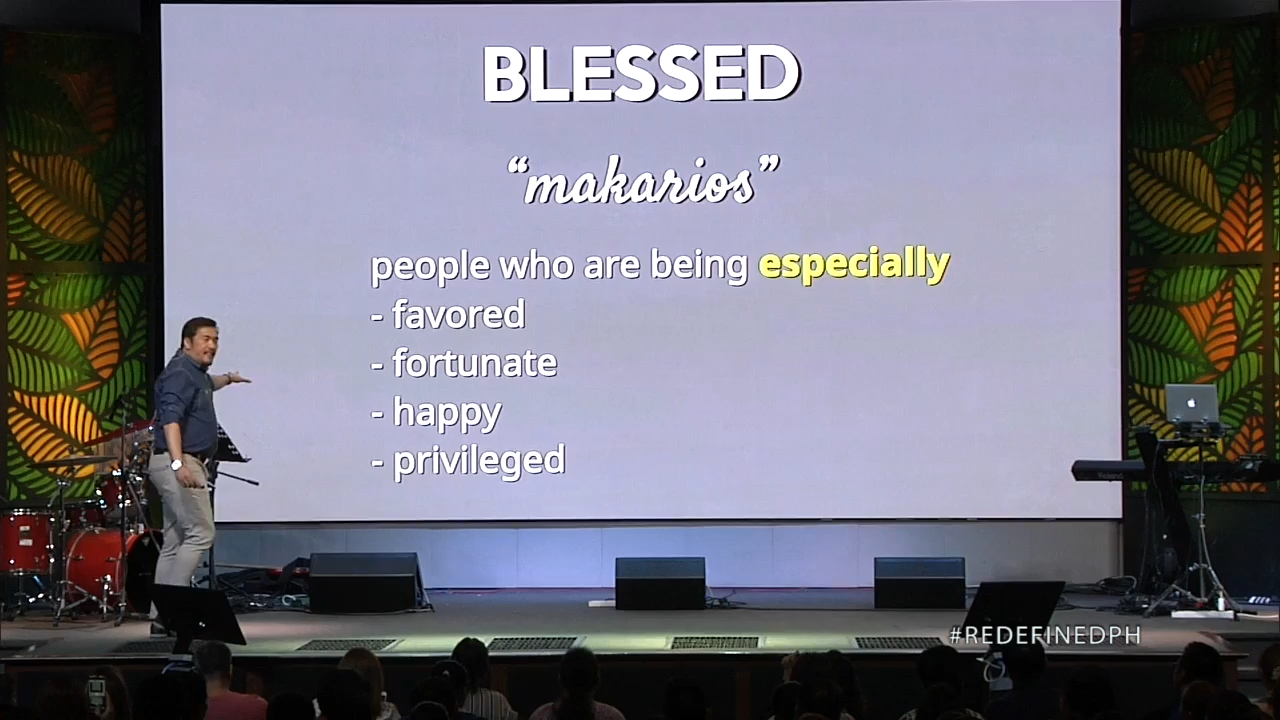 BLESSED
“makarios”
people who are being especially
- favored
- fortunate
- happy
- privileged
#REDEFINEDPH